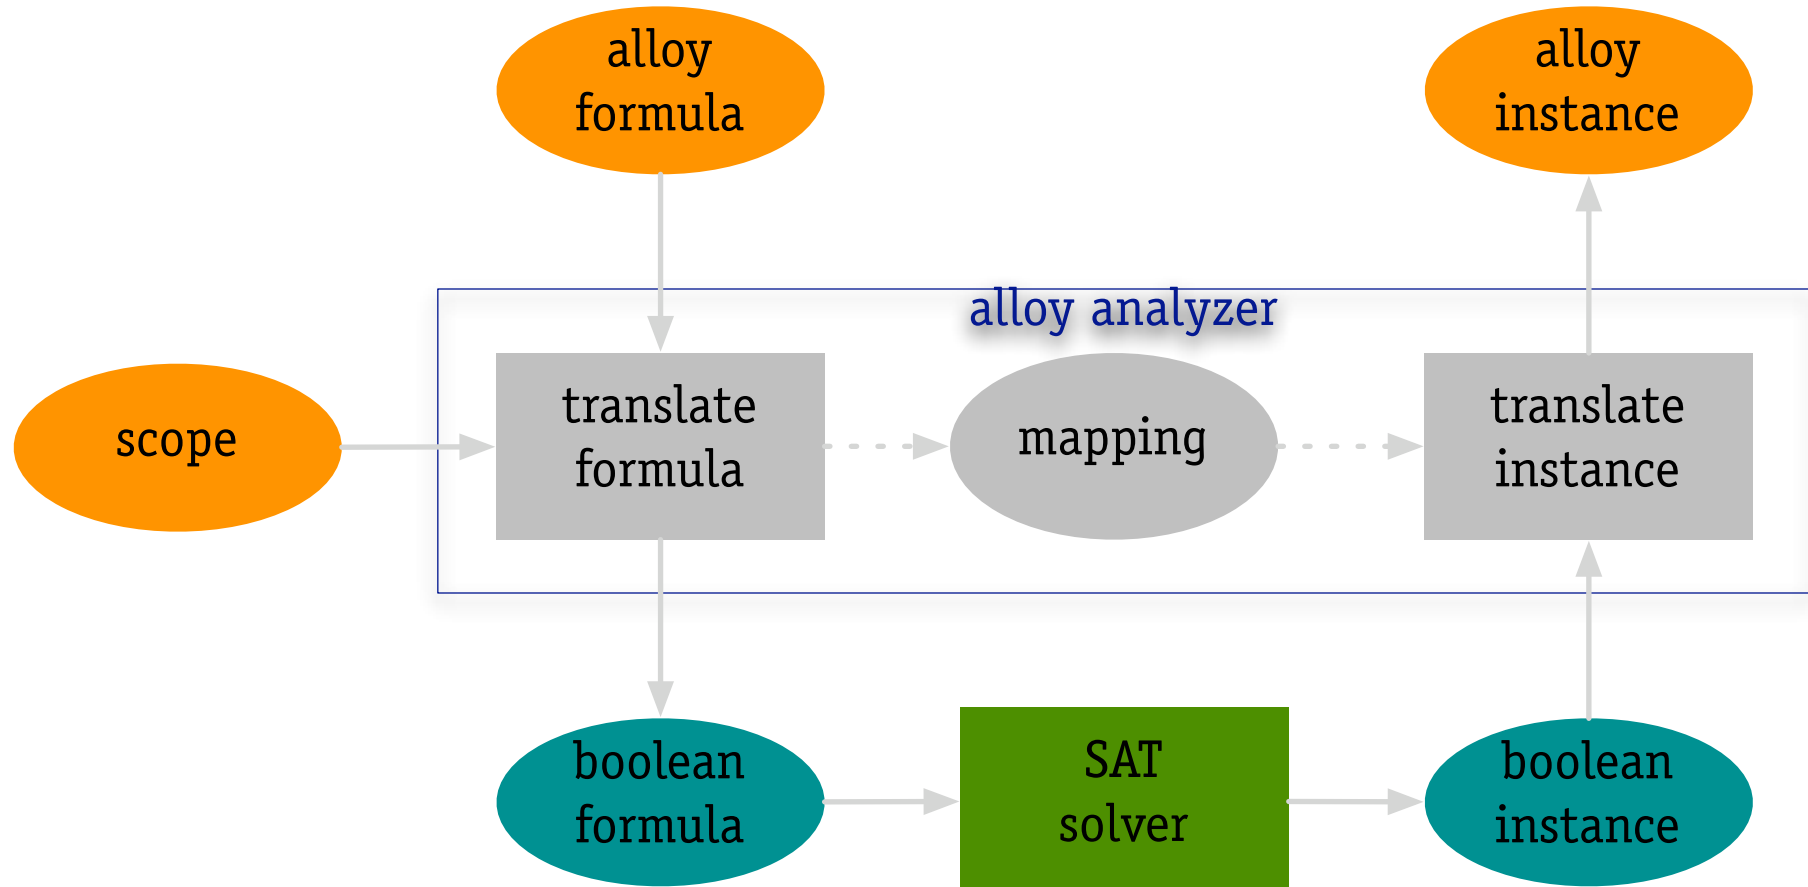 alloy
formula
alloy
instance
alloy analyzer
scope
translate
formula
mapping
translate
instance
boolean
formula
SAT
solver
boolean
instance